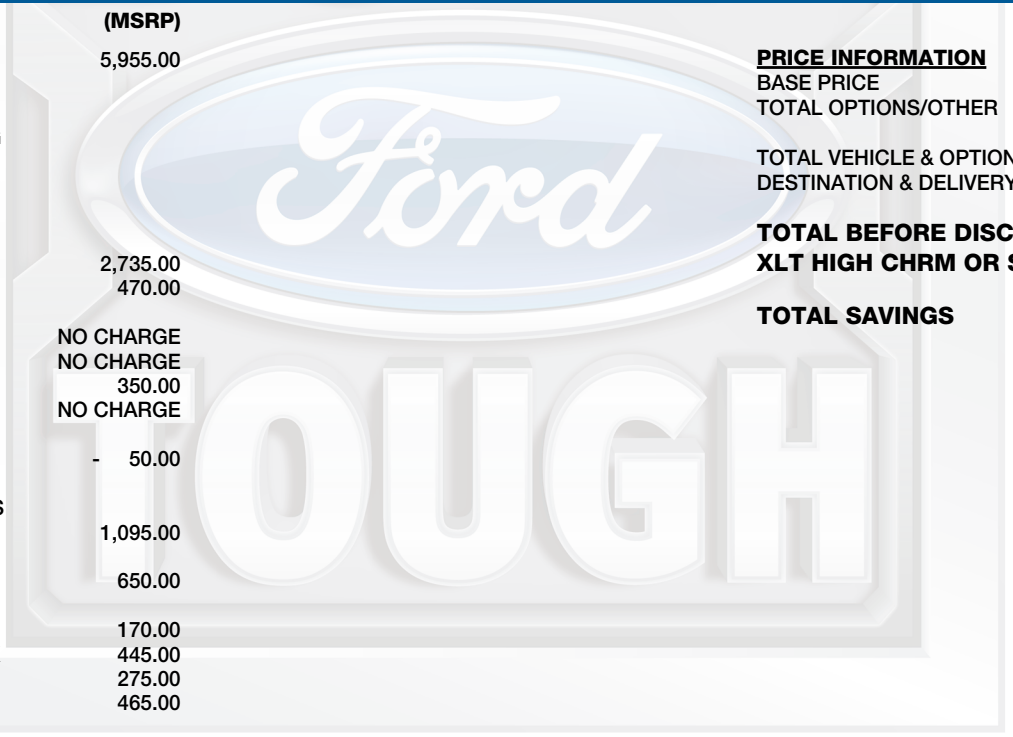 (MSRP)
5,955.00
2,735.00
470.00
NO CHARGE
NO CHARGE
350.00
NO CHARGE
- 50.00
S
1,095.00
650.00
170.00
445.00
275.00
465.00
PRICE INFORMATION
BASE PRICE
TOTAL OPTIONS/OTHER
TOTAL VEHICLE & OPTION
DESTINATION & DELIVERY
TOTAL BEFORE DISC
XLT HIGH CHRM OR S
TOTAL SAVINGS
Ford
TOUGH